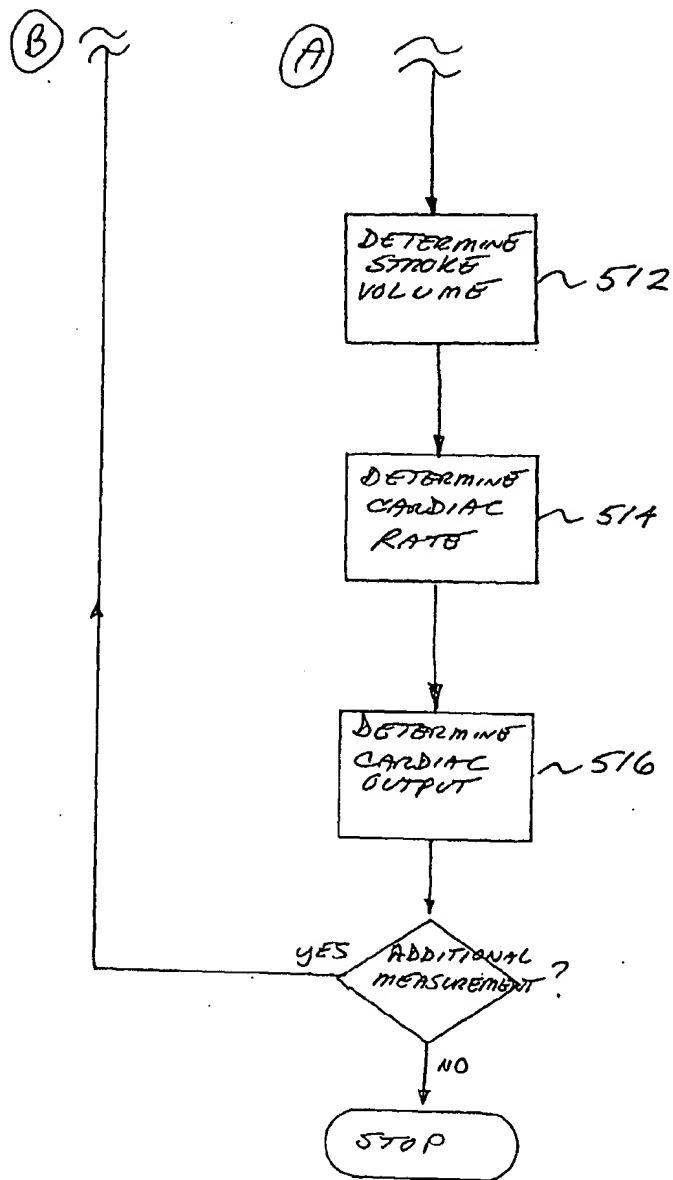 B
A
DETERMINE
STROKE
VOLUME
512
DETERMINE
CARDIAC
RATE
514
DETERMINE
CARDIAC
OUTPUT
516
YES
ADDITIONAL
MEASUREMENT?
NO
STOP